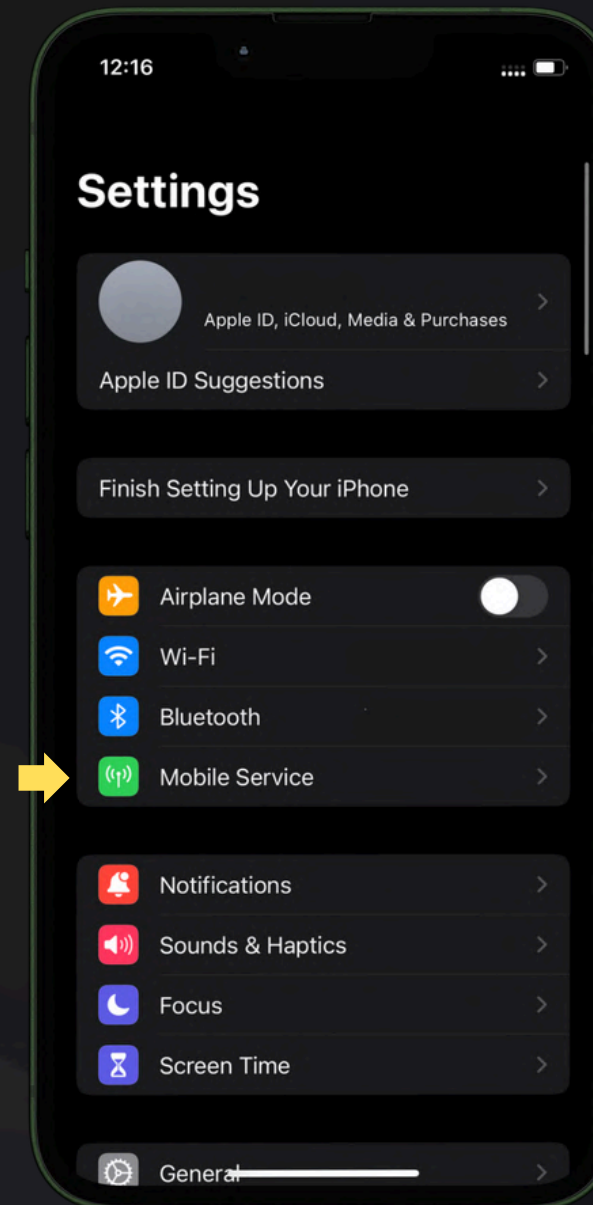 12:16
Settings
Apple ID, iCloud, Media & Purchases
Apple ID Suggestions
Finish Setting Up Your iPhone
Airplane Mode
Wi-Fi
Bluetooth
Mobile Service
Notifications
Sounds & Haptics
Focus
Screen Time
General